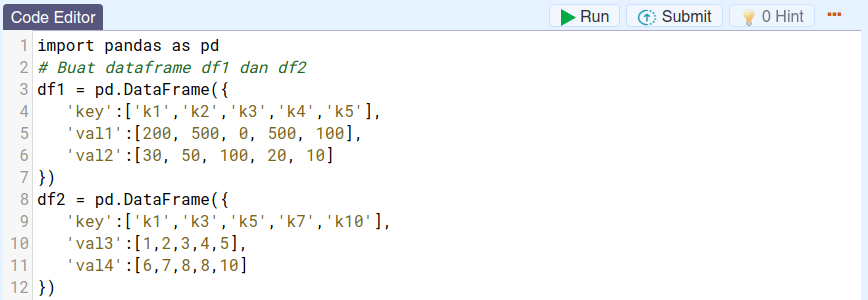 Code Editor Run Submit 0 Hint ...
1 import pandas as pd
2 # Buat dataframe df1 dan df2
3 df1 = pd.DataFrame({
4    'key':['k1','k2','k3','k4','k5'],
5    'val1':[200, 500, 0, 500, 100],
6    'val2':[30, 50, 100, 20, 10]
7 })
8 df2 = pd.DataFrame({
9    'key':['k1','k3','k5','k7','k10'],
10    'val3':[1,2,3,4,5],
11    'val4':[6,7,8,8,10]
12 })